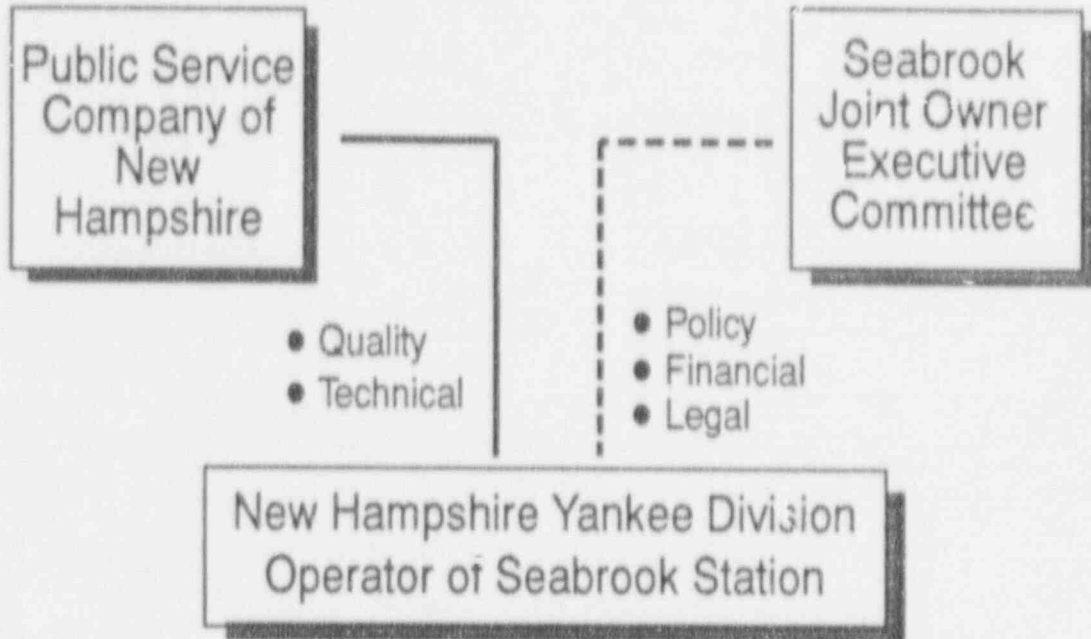 Public Service
Company of
New
Hampshire
Seabrook
Joint Owner
Executive
Committee
• Quality
• Technical
• Policy
• Financial
• Legal
New Hampshire Yankee Division
Operator of Seabrook Station